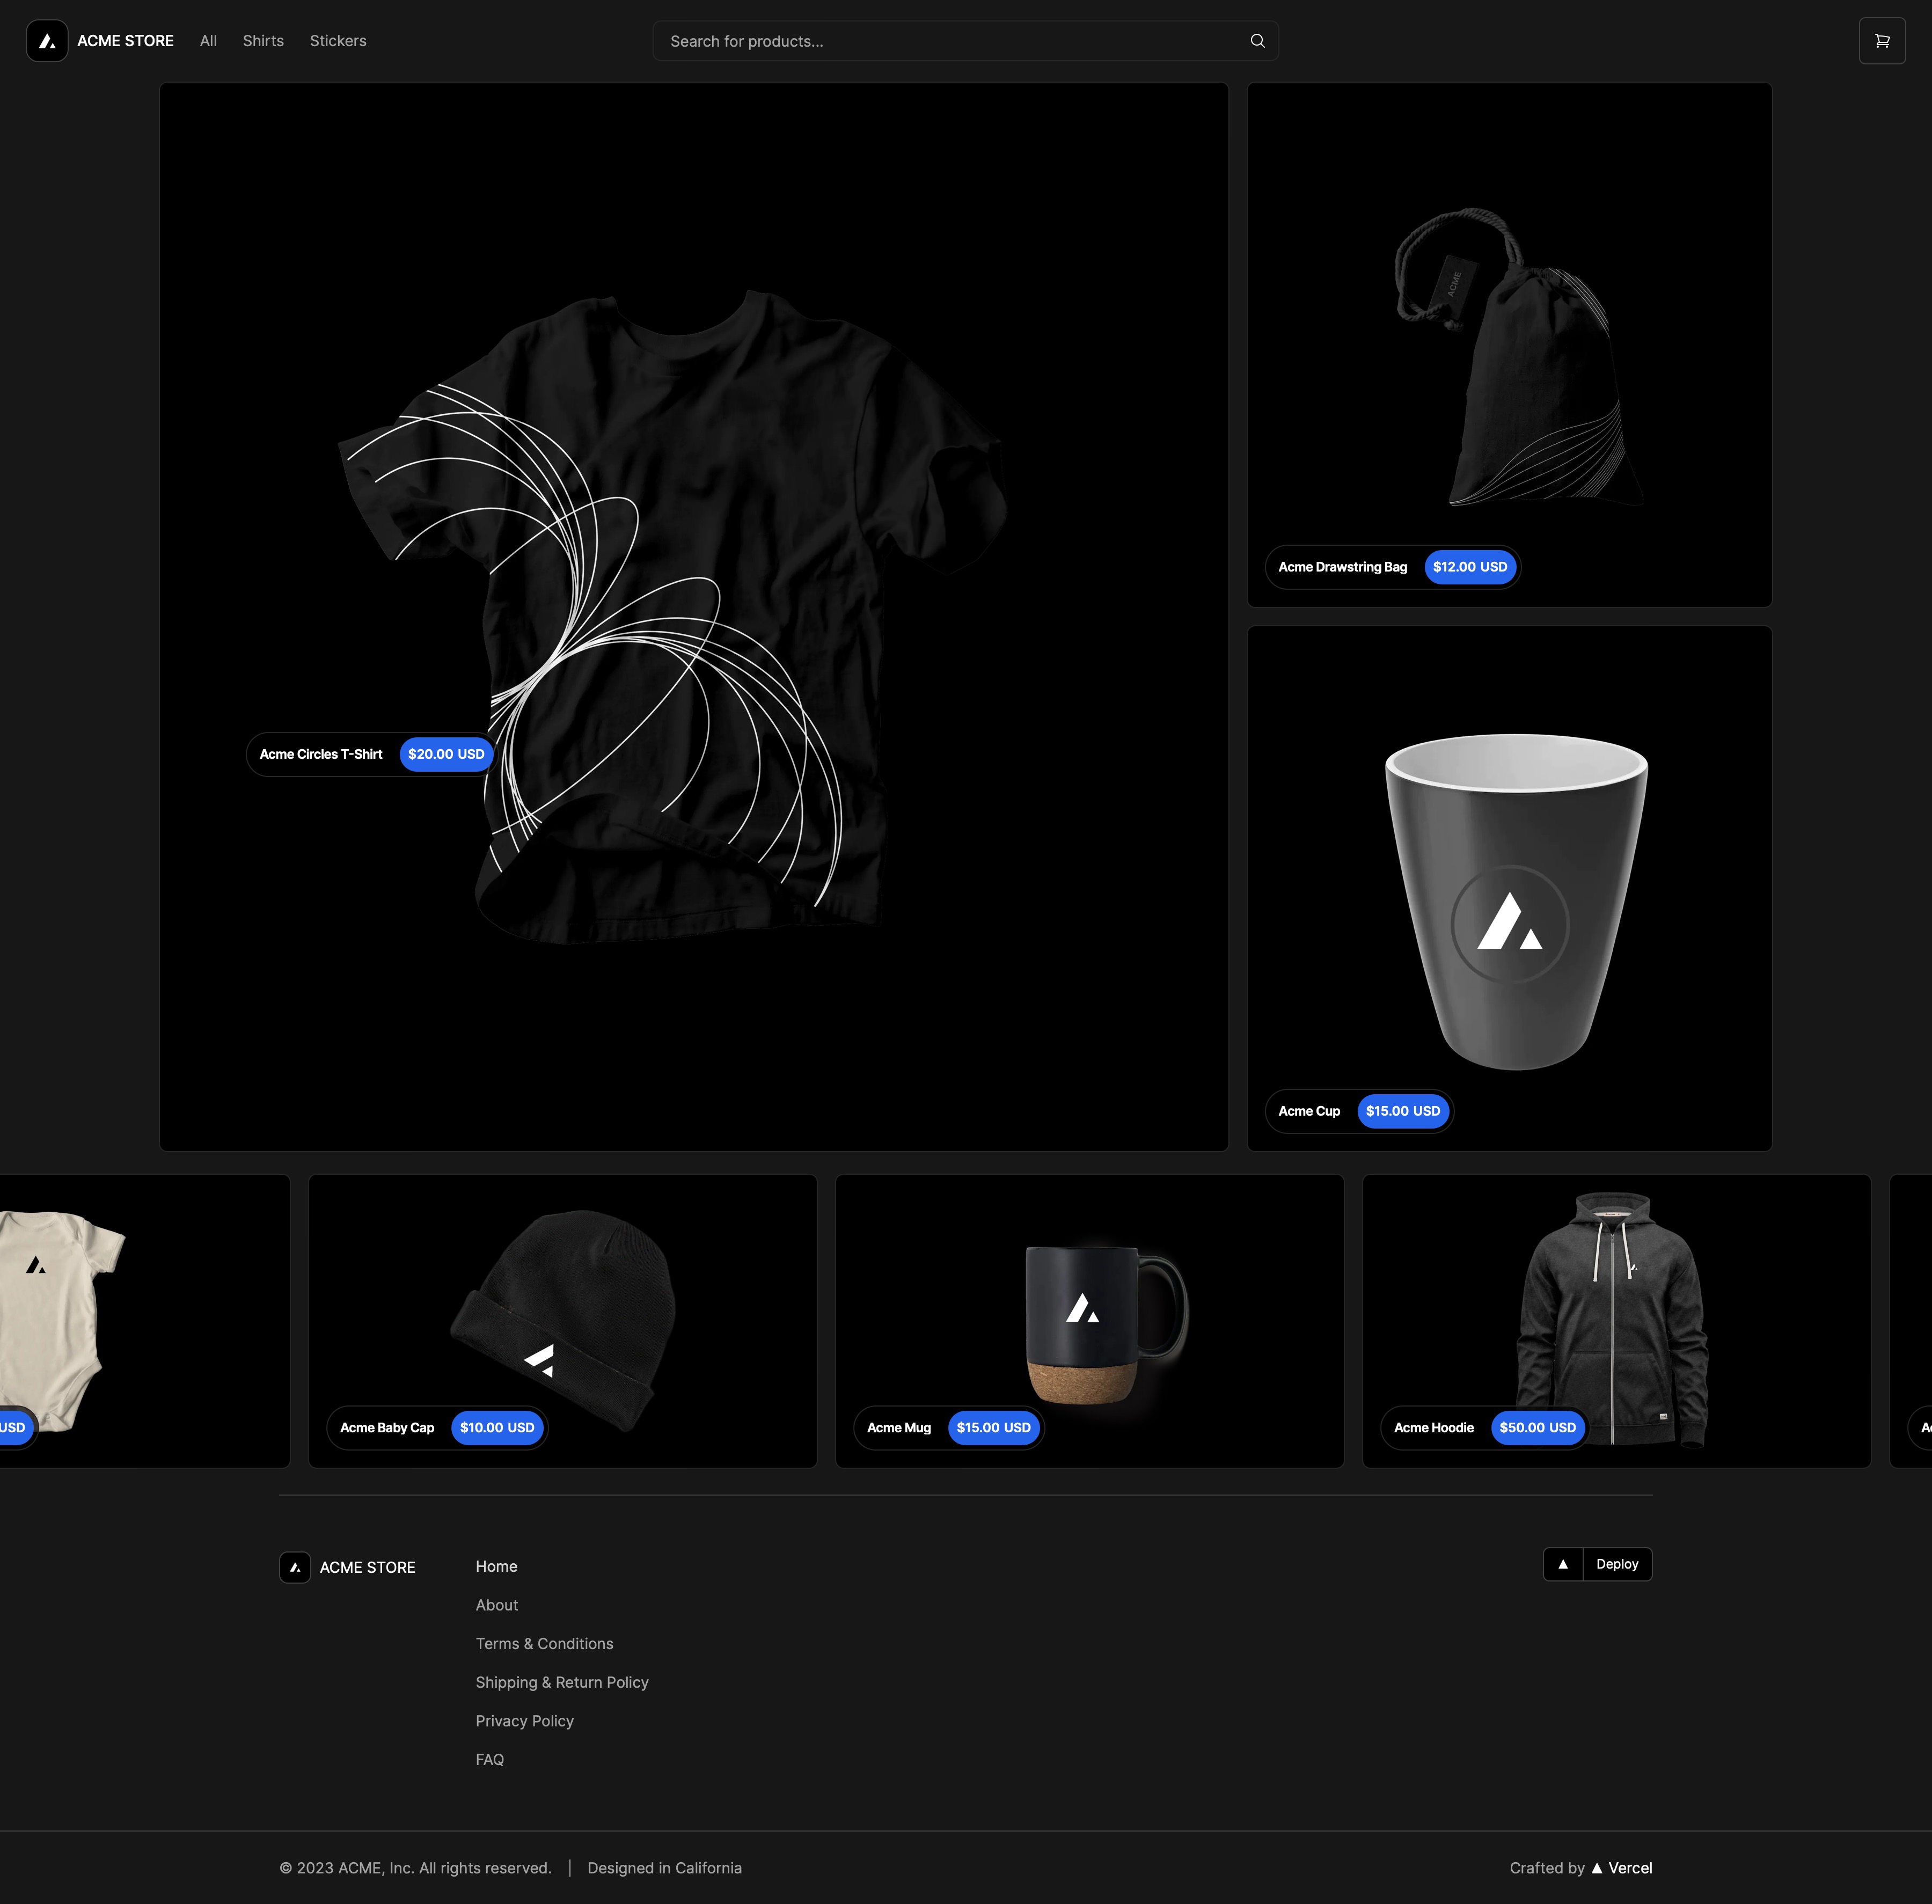 ACME STORE
All
Shirts
Stickers
Search for products...
ACME
Acme Drawstring Bag
$12.00 USD
Acme Circles T-Shirt
$20.00 USD
Acme Cup
$15.00 USD
USD
Acme Baby Cap
$10.00 USD
Acme Mug
$15.00 USD
Acme Hoodie
$50.00 USD
ACME STORE
Home
About
Terms & Conditions
Shipping & Return Policy
Privacy Policy
FAQ
Deploy
© 2023 ACME, Inc. All rights reserved.
Designed in California
Crafted by ▲ Vercel